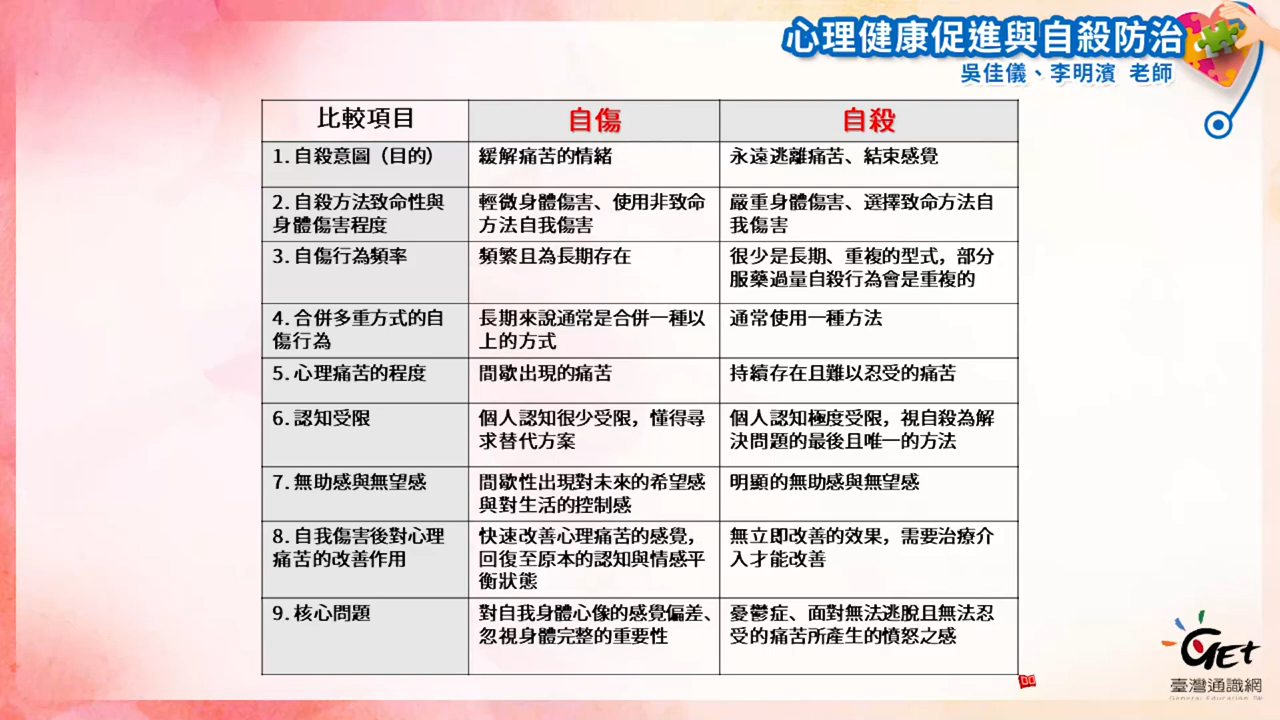 心理健康促進與自殺防治
吳佳儀、李明濱 老師
比較項目
自傷
自殺
1.自殺意圖（目的）
緩解痛苦的情緒
永遠逃離痛苦、結束感覺
2.自殺方法致命性與
身體傷害程度
輕微身體傷害、使用非致命
方法自我傷害
嚴重身體傷害、選擇致命方法自
我傷害
3.自傷行為頻率
頻繁且為長期存在
很少是長期、重複的型式，部分
服藥過量自殺行為會是重複的
4.合併多重方式的自
傷行為
長期來說通常是合併一種以
上的方式
通常使用一種方法
5.心理痛苦的程度
間歇出現的痛苦
持續存在且難以忍受的痛苦
6.認知受限
個人認知很少受限，懂得尋
求替代方案
個人認知極度受限，視自殺為解
決問題的最後且唯一的方法
7.無助感與無望感
間歇性出現對未來的希望感
與對生活的控制感
明顯的無助感與無望感
8.自我傷害後對心理
痛苦的改善作用
快速改善心理痛苦的感覺，
回復至原本的認知與情感平
衡狀態
無立即改善的效果，需要治療介
入才能改善
9.核心問題
對自我身體心像的感覺偏差、
忽視身體完整的重要性
憂鬱症、面對無法逃脫且無法忍
受的痛苦所產生的憤怒之感
GET
臺灣通識網
General Education TW